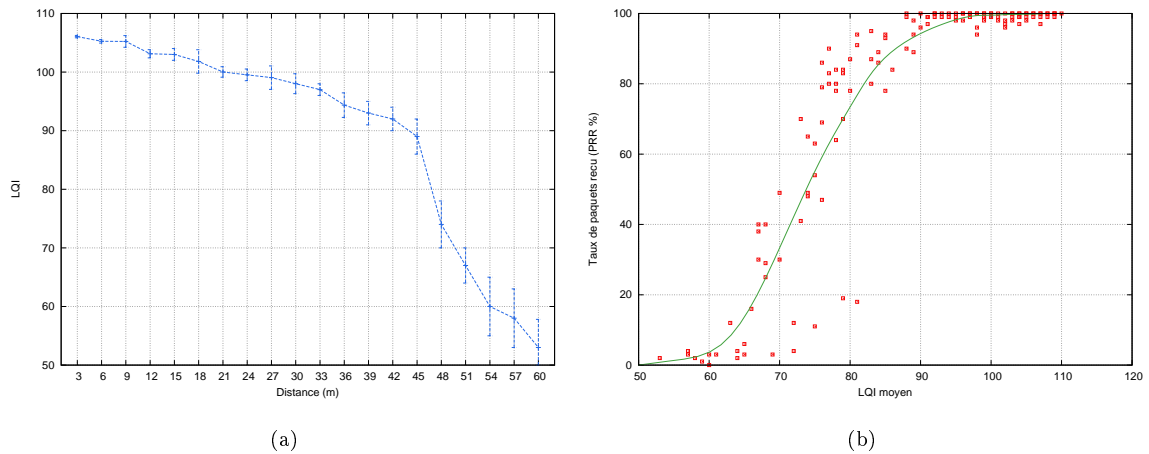 110
100
90
80
70
60
50
LQI
3 6 9 12 15 18 21 24 27 30 33 36 39 42 45 48 51 54 57 60
Distance (m)
(a)
100
80
60
40
20
0
Taux de paquets recu (PRR %)
50 60 70 80 90 100 110 120
LQI moyen
(b)